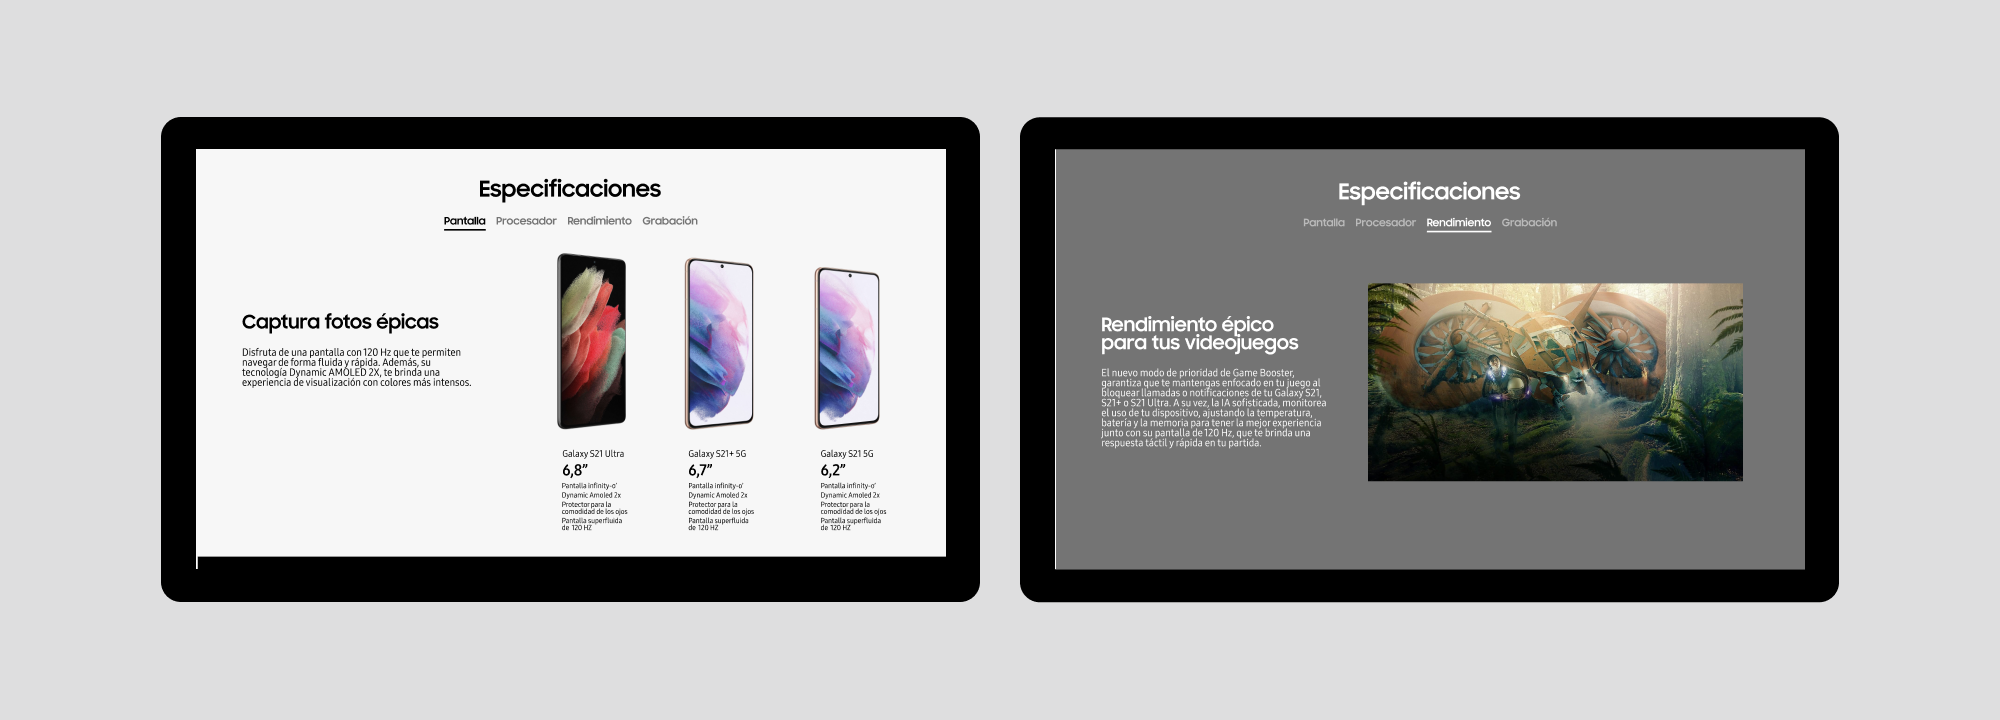 Especificaciones
Pantalla Procesador Rendimiento Grabación
Captura fotos épicas
Disfruta de una pantalla con 120 Hz que te permiten
navegar de forma fluida y rápida. Además, su
tecnología Dynamic AMOLED 2X, te brinda una
experiencia de visualización con colores más intensos.
Galaxy S21 Ultra
6,8”
Pantalla infinity-o'
Dynamic Amoled 2x
Protector para la
comodidad de los ojos
Pantalla superfluida
de 120 HZ
Galaxy S21+ 5G
6,7”
Pantalla infinity-o'
Dynamic Amoled 2x
Protector para la
comodidad de los ojos
Pantalla superfluida
de 120 HZ
Galaxy S21 5G
6,2”
Pantalla infinity-o'
Dynamic Amoled 2x
Protector para la
comodidad de los ojos
Pantalla superfluida
de 120 HZ
Especificaciones
Pantalla Procesador Rendimiento Grabación
Rendimiento épico
para tus videojuegos
El nuevo modo de prioridad de Game Booster,
garantiza que te mantengas enfocado en tu juego al
bloquear llamadas o notificaciones de tu Galaxy S21,
S21+ o S21 Ultra. A su vez, la IA sofisticada, monitorea
el uso de tu dispositivo, ajustando la temperatura,
batería y la memoria para tener la mejor experiencia
junto con su pantalla de 120 Hz, que te brinda una
respuesta táctil y rápida en tu partida.